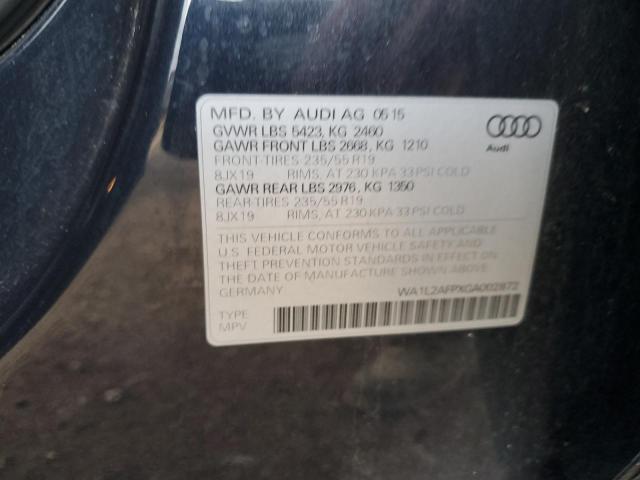 MFD. BY AUDI AG 05 15
GVWR LBS 5423, KG 2460
GAWR FRONT LBS 2668, KG 1210
FRONT-TIRES 235/55 R19
8JX19 RIMS, AT 230 KPA 33 PSI COLD
GAWR REAR LBS 2976, KG 1350
REAR-TIRES 235/55 R19
8JX19 RIMS, AT 230 KPA 33 PSI COLD
Audi
THIS VEHICLE CONFORMS TO ALL APPLICABLE
U.S. FEDERAL MOTOR VEHICLE SAFETY AND
THEFT PREVENTION STANDARDS IN EFFECT ON
THE DATE OF MANUFACTURE SHOWN ABOVE.
GERMANY
WA1L2AFPXGA002872
TYPE
MPV